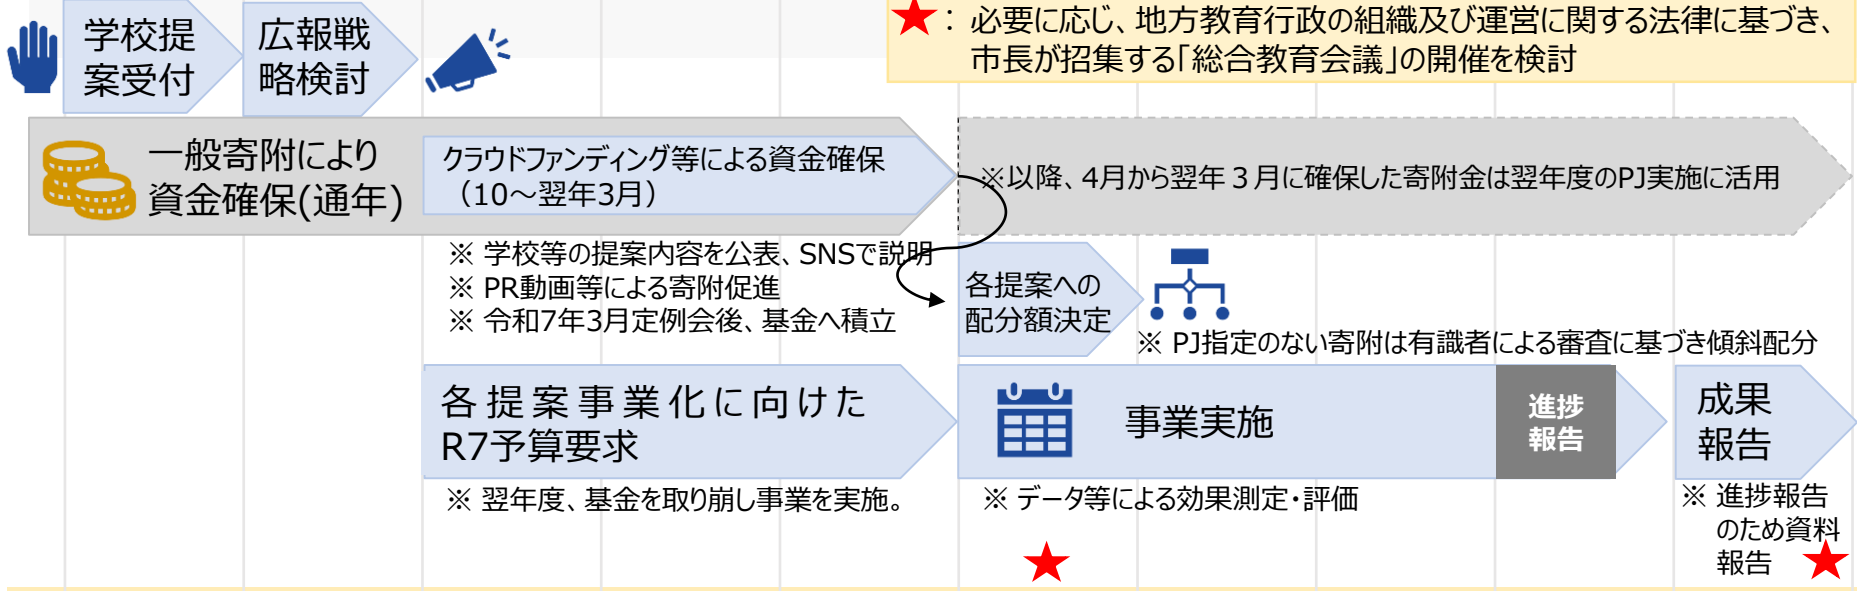 学校提
案受付
広報戦
略検討
：必要に応じ、地方教育行政の組織及び運営に関する法律に基づき、
市長が招集する「総合教育会議」の開催を検討
一般寄附により
資金確保(通年)
クラウドファンディング等による資金確保
（10～翌年3月）
※以降、4月から翌年３月に確保した寄附金は翌年度のPJ実施に活用
※ 学校等の提案内容を公表、SNSで説明
※ PR動画等による寄附促進
※ 令和7年3月定例会後、基金へ積立
各提案への
配分額決定
※ PJ指定のない寄附は有識者による審査に基づき傾斜配分
各提案事業化に向けた
R7予算要求
※ 翌年度、基金を取り崩し事業を実施。
事業実施
進捗
報告
※ データ等による効果測定・評価
成果
報告
※ 進捗報告
のため資料
報告